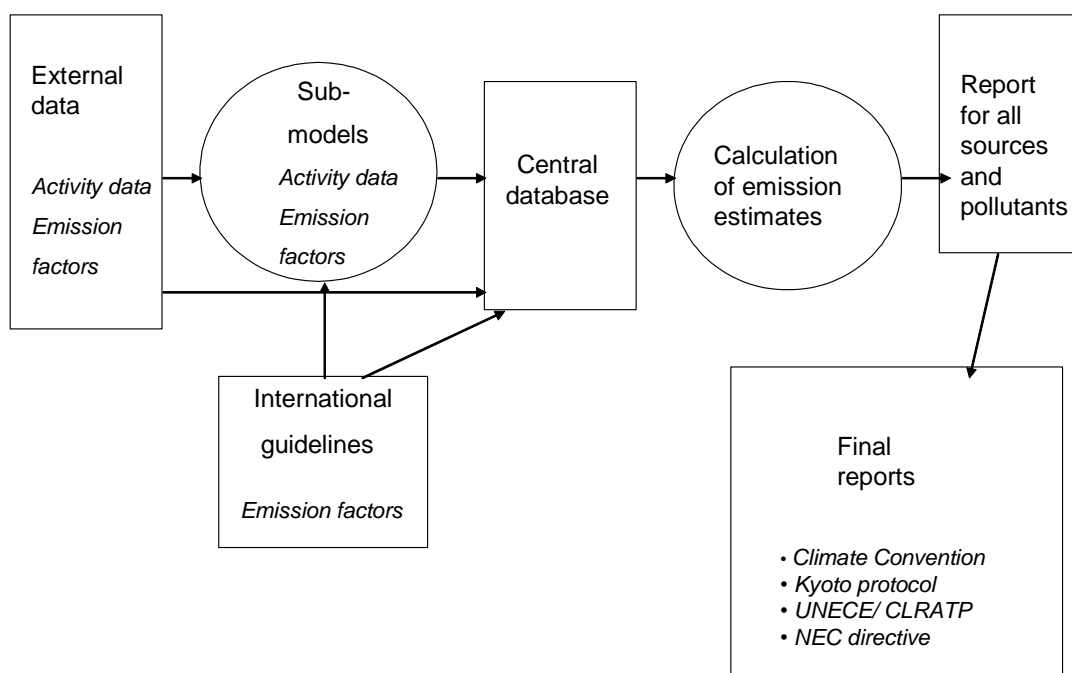 External
data
Activity data
Emission
factors
Sub-
models
Activity data
Emission
factors
Central
database
Calculation
of emission
estimates
Report
for all
sources
and
pollutants
International
guidelines
Emission factors
Final
reports
• Climate Convention
• Kyoto protocol
• UNECE/ CLRATP
• NEC directive